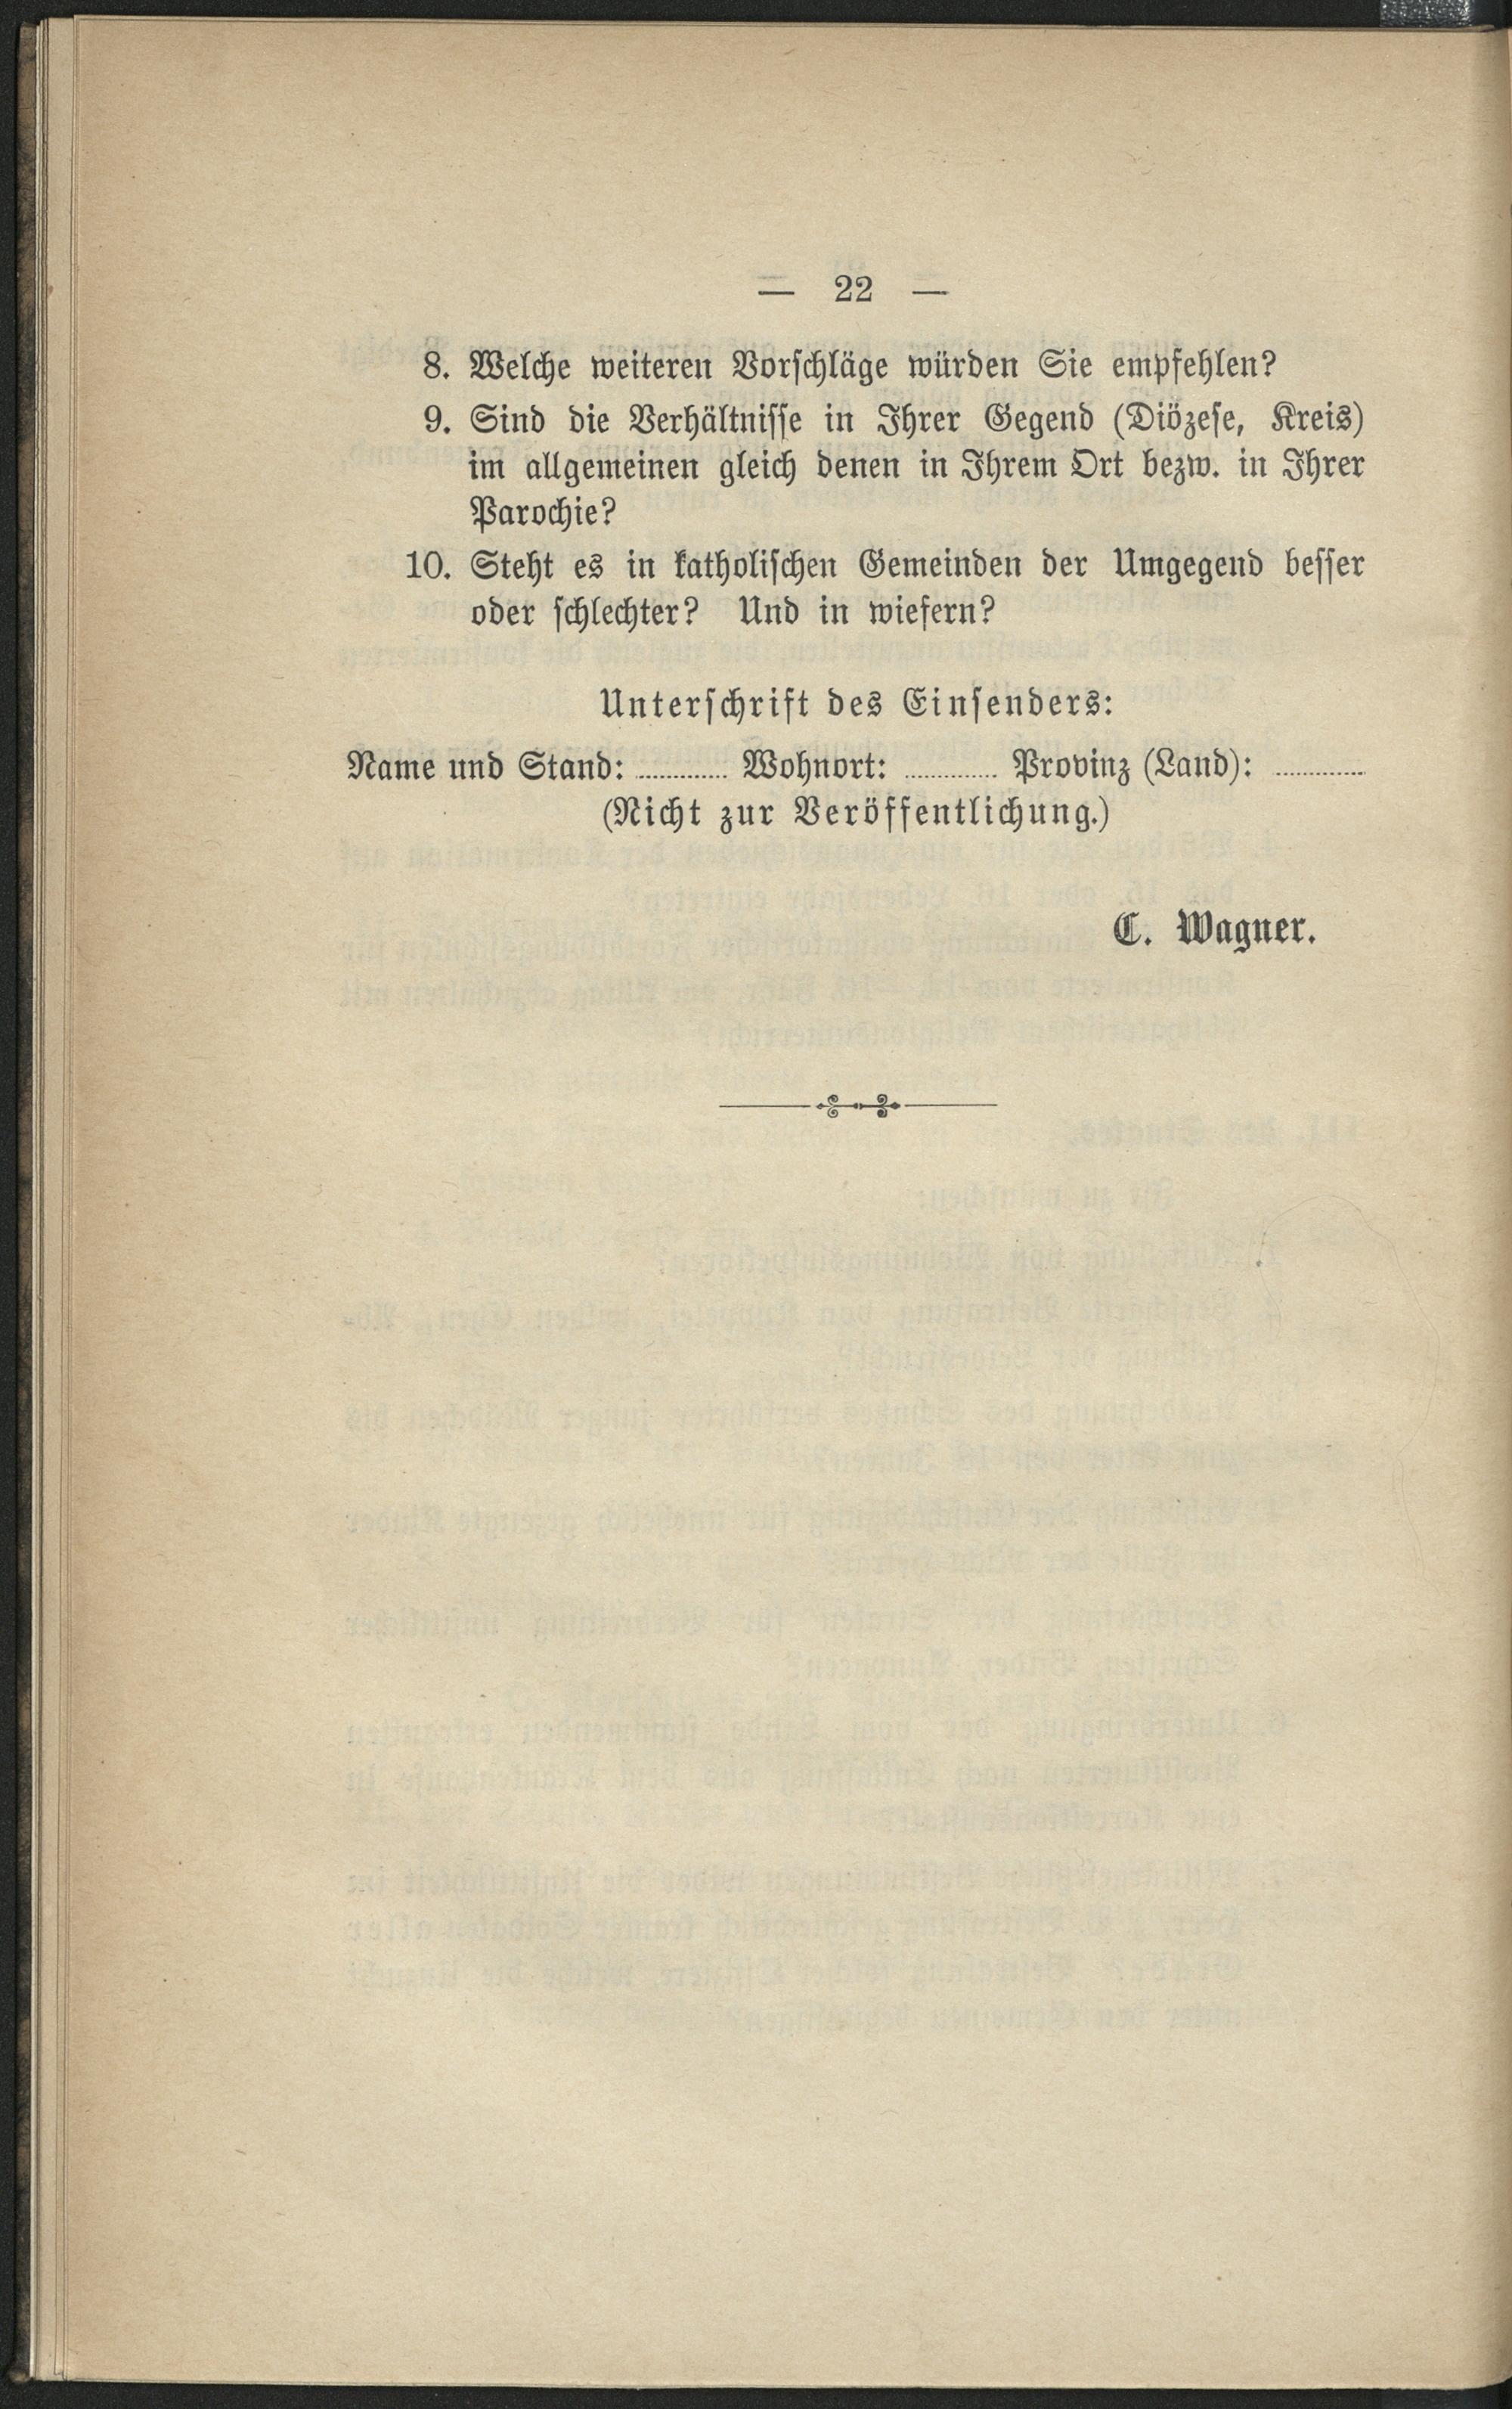 — 22 —
8. Welche weiteren Vorschläge würden Sie empfehlen?
9. Sind die Verhältnisse in Ihrer Gegend (Diözese, Kreis)
im allgemeinen gleich denen in Ihrem Ort bezw. in Ihrer
Parochie?
10. Steht es in katholischen Gemeinden der Umgegend besser
oder schlechter? Und in wiefern?
Unterschrift des Einsenders:
Name und Stand: ............ Wohnort: ............ Provinz (Land): ............
(Nicht zur Veröffentlichung.)
C. Wagner.